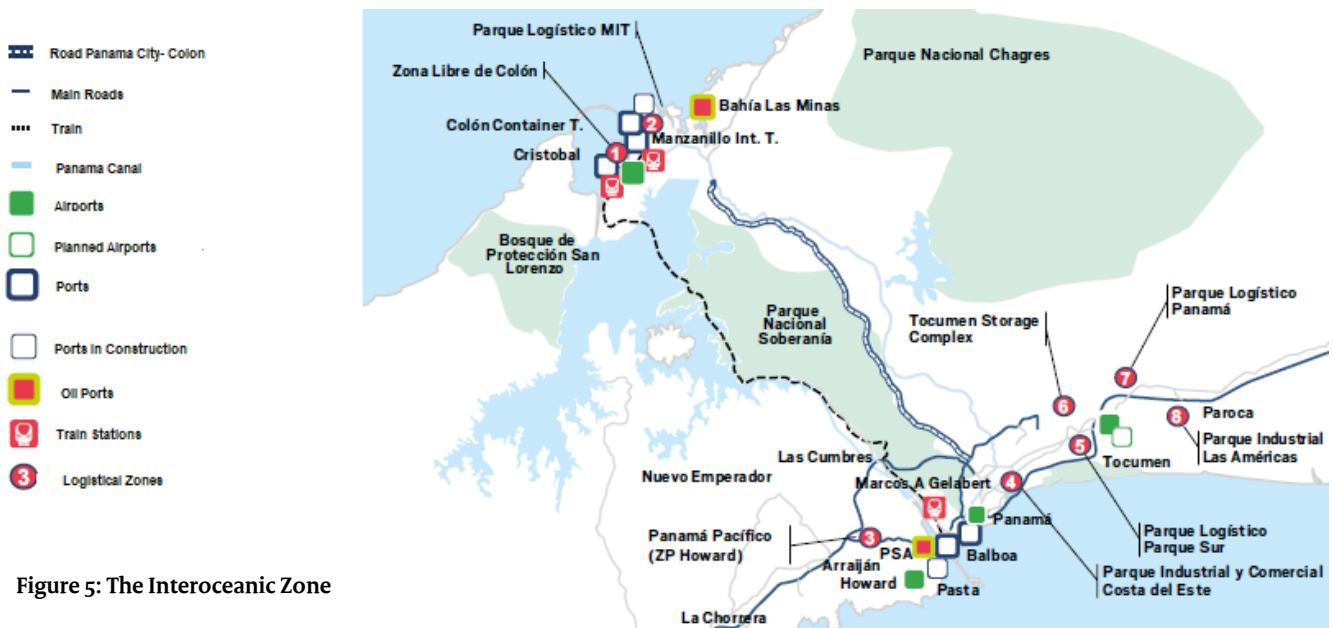 Road Panama City- Colon
Main Roads
Train
Panama Canal
Airports
Planned Airports
Ports
Ports in Construction
Oil Ports
Train Stations
3
Logistical Zones
Figure 5: The Interoceanic Zone
Parque Logístico MIT
Zona Libre de Colón
Parque Nacional Chagres
Bahía Las Minas
Colón Container T.
2
Manzanillo Int. T.
Cristobal
1
Bosque de
Protección San
Lorenzo
Parque
Nacional
Soberanía
Tocumen Storage
Complex
Parque Logístico
Panamá
7
6
8
Paroca
Parque Industrial
Las Américas
5
Tocumen
Las Cumbres
Nuevo Emperador
Marcos A Gelabert
4
Panamá
Panamá Pacífico
(ZP Howard)
3
PSA
Balboa
Arraiján
Howard
Pasta
Parque Logístico
Parque Sur
Parque Industrial y Comercial
Costa del Este
La Chorrera